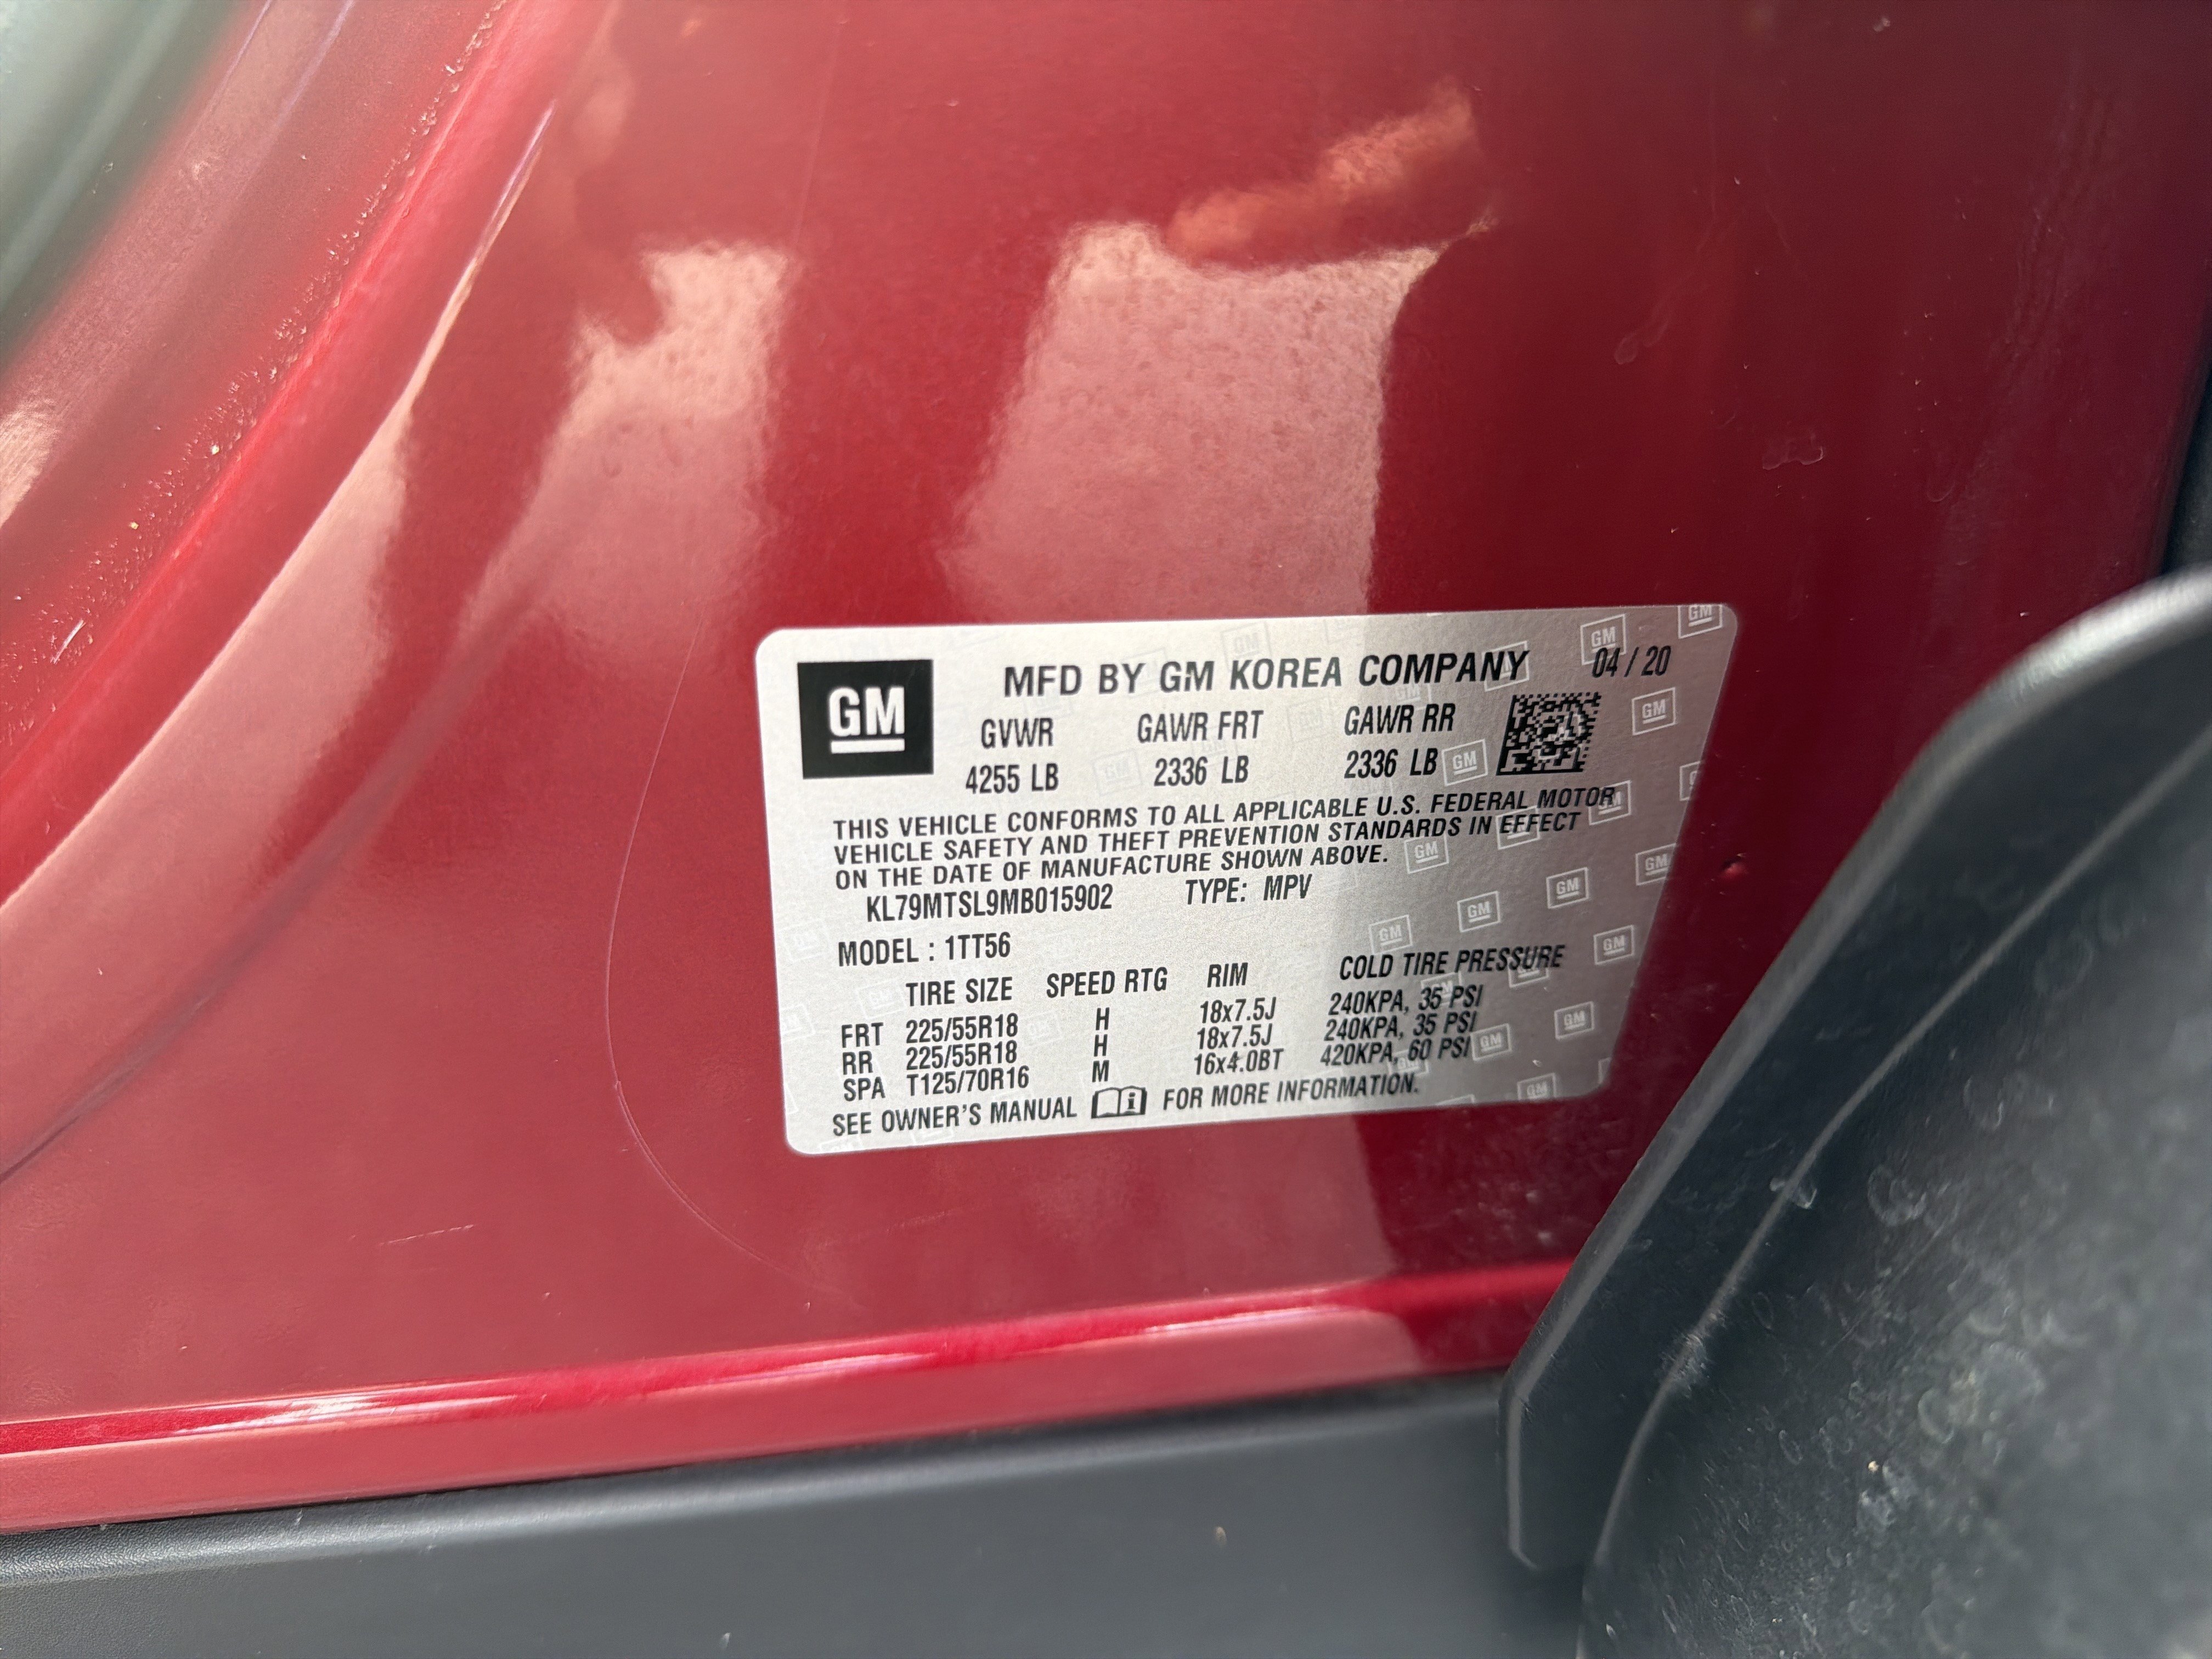 GM
MFD BY GM KOREA COMPANY 04 / 20
GVWR GAWR FRT GAWR RR
4255 LB 2336 LB 2336 LB
THIS VEHICLE CONFORMS TO ALL APPLICABLE U.S. FEDERAL MOTOR
VEHICLE SAFETY AND THEFT PREVENTION STANDARDS IN EFFECT
ON THE DATE OF MANUFACTURE SHOWN ABOVE.
KL79MTSL9MB015902 TYPE: MPV
MODEL : 1TT56
TIRE SIZE SPEED RTG RIM COLD TIRE PRESSURE
FRT 225/55R18 H 18x7.5J 240KPA, 35 PSI
RR 225/55R18 H 18x7.5J 240KPA, 35 PSI
SPA T125/70R16 M 16x4.0BT 420KPA, 60 PSI
SEE OWNER'S MANUAL i FOR MORE INFORMATION.